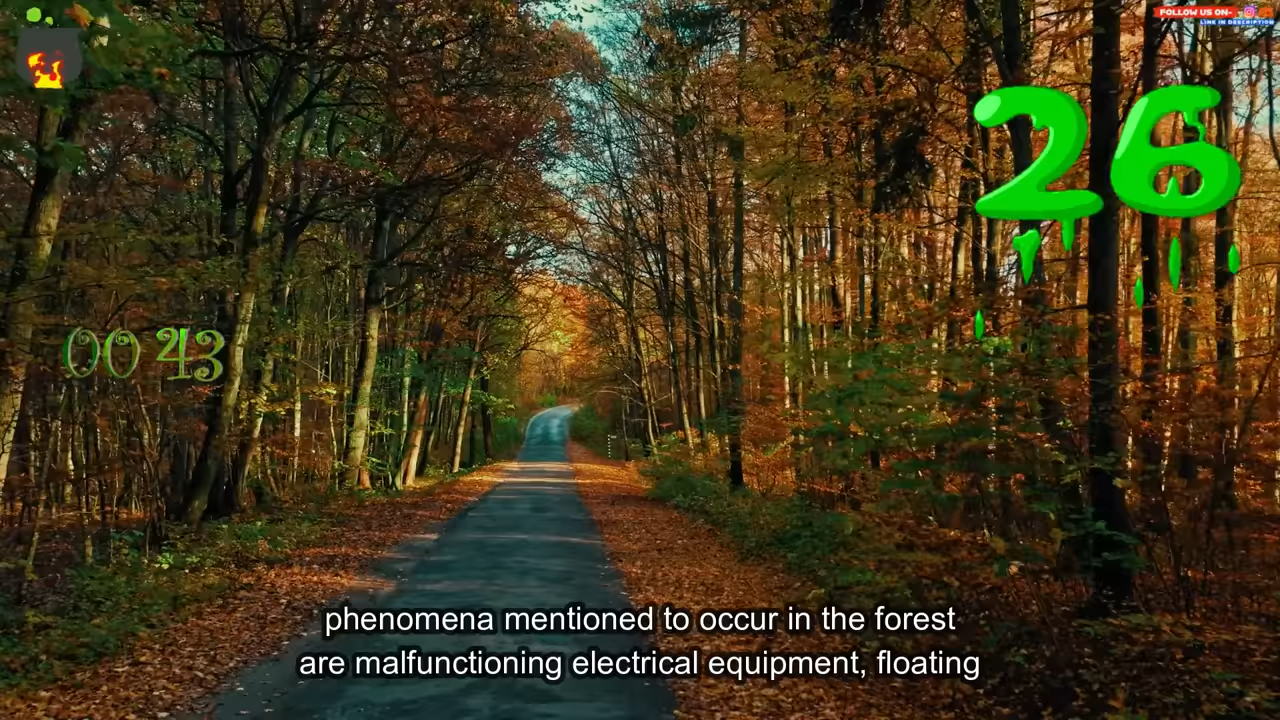 FOLLOW US ON-
LINK IN DESCRIPTION
26
00 43
phenomena mentioned to occur in the forest
are malfunctioning electrical equipment, floating